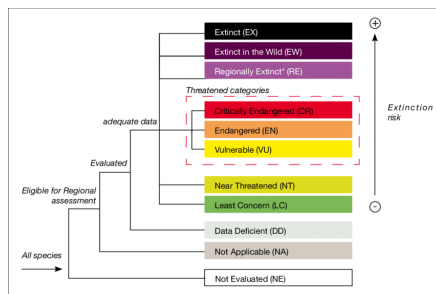 Extinct (EX)
Extinct in the Wild (EW)
Regionally Extinct* (RE)
Threatened categories
Critically Endangered (CR)
Endangered (EN)
Vulnerable (VU)
adequate data
Near Threatened (NT)
Least Concern (LC)
Evaluated
Data Deficient (DD)
Eligible for Regional
assessment
Not Applicable (NA)
All species
Not Evaluated (NE)
+
Extinction
risk
-